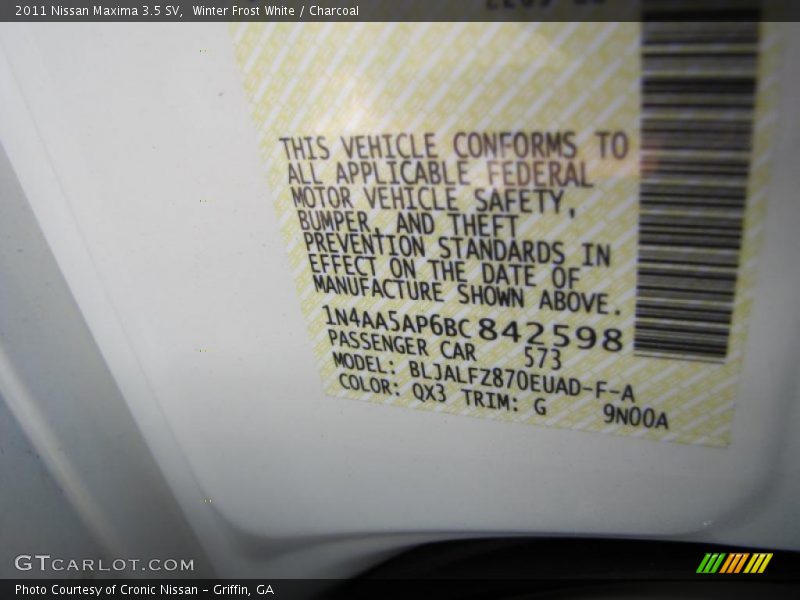 2011 Nissan Maxima 3.5 SV,  Winter Frost White / Charcoal
THIS VEHICLE CONFORMS TO
ALL APPLICABLE FEDERAL
MOTOR VEHICLE SAFETY,
BUMPER, AND THEFT
PREVENTION STANDARDS IN
EFFECT ON THE DATE OF
MANUFACTURE SHOWN ABOVE.
1N4AA5AP6BC842598
PASSENGER CAR 573
MODEL: BLJALFZ870EUAD-F-A
COLOR: QX3 TRIM: G 9N00A
GTCARLOT.COM
Photo Courtesy of Cronic Nissan – Griffin, GA